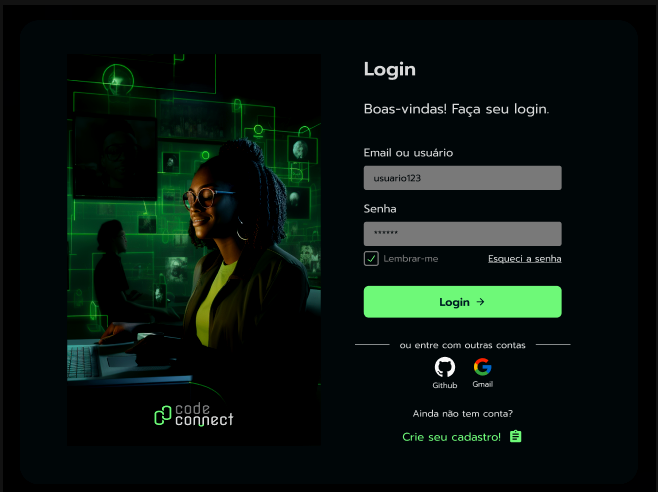 Login
Boas-vindas! Faça seu login.
Email ou usuário
usuario123
Senha
******
Lembrar-me
Esqueci a senha
Login →
ou entre com outras contas
Github
Gmail
Ainda não tem conta?
Crie seu cadastro!
code
connect